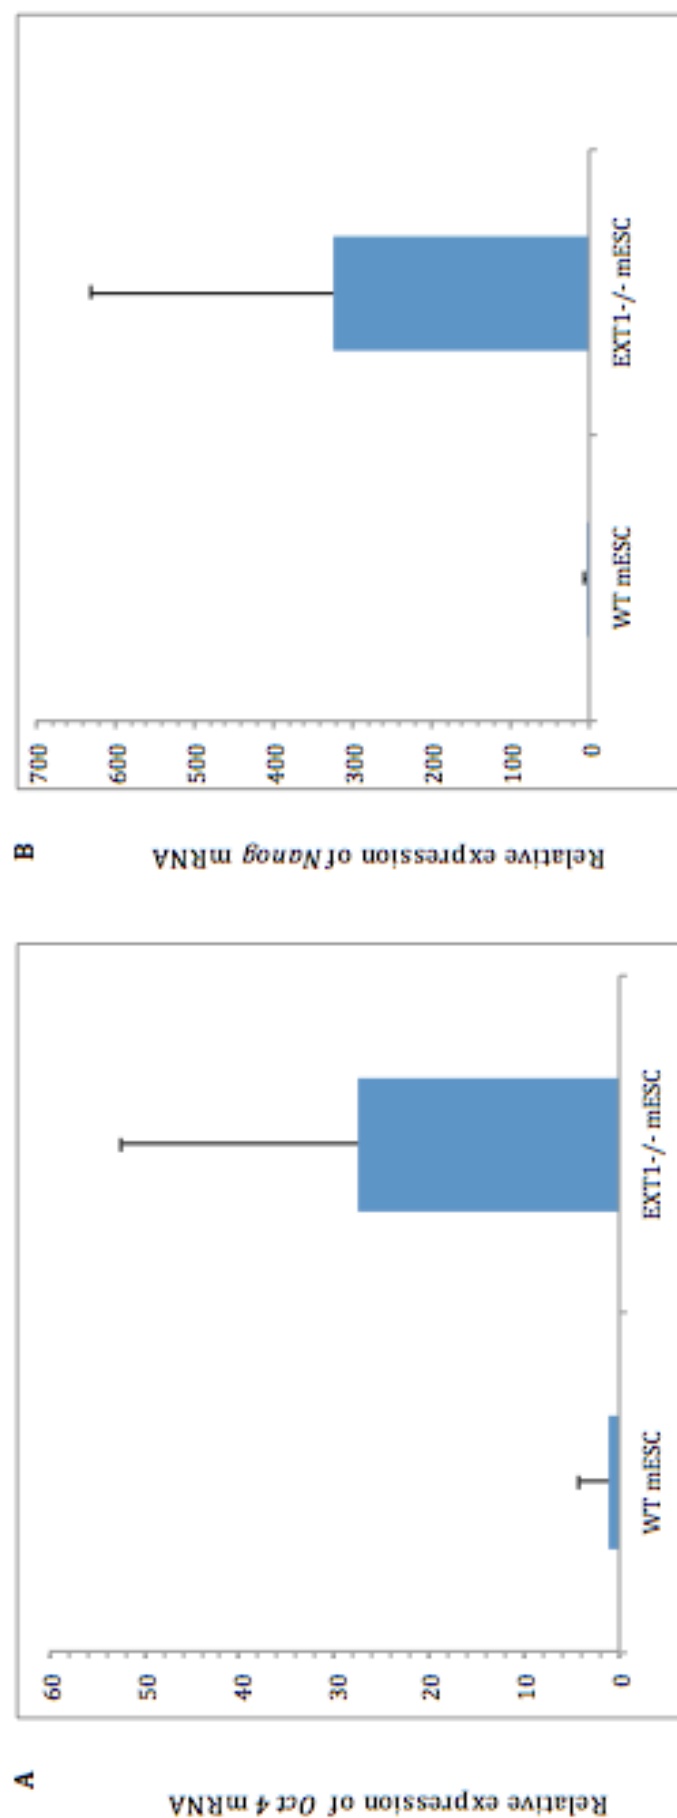 A
Relative expression of Oct 4 mRNA
60
50
40
30
20
10
0
WT mESC
EXT1-/- mESC
B
Relative expression of Nanog mRNA
700
600
500
400
300
200
100
0
WT mESC
EXT1-/- mESC